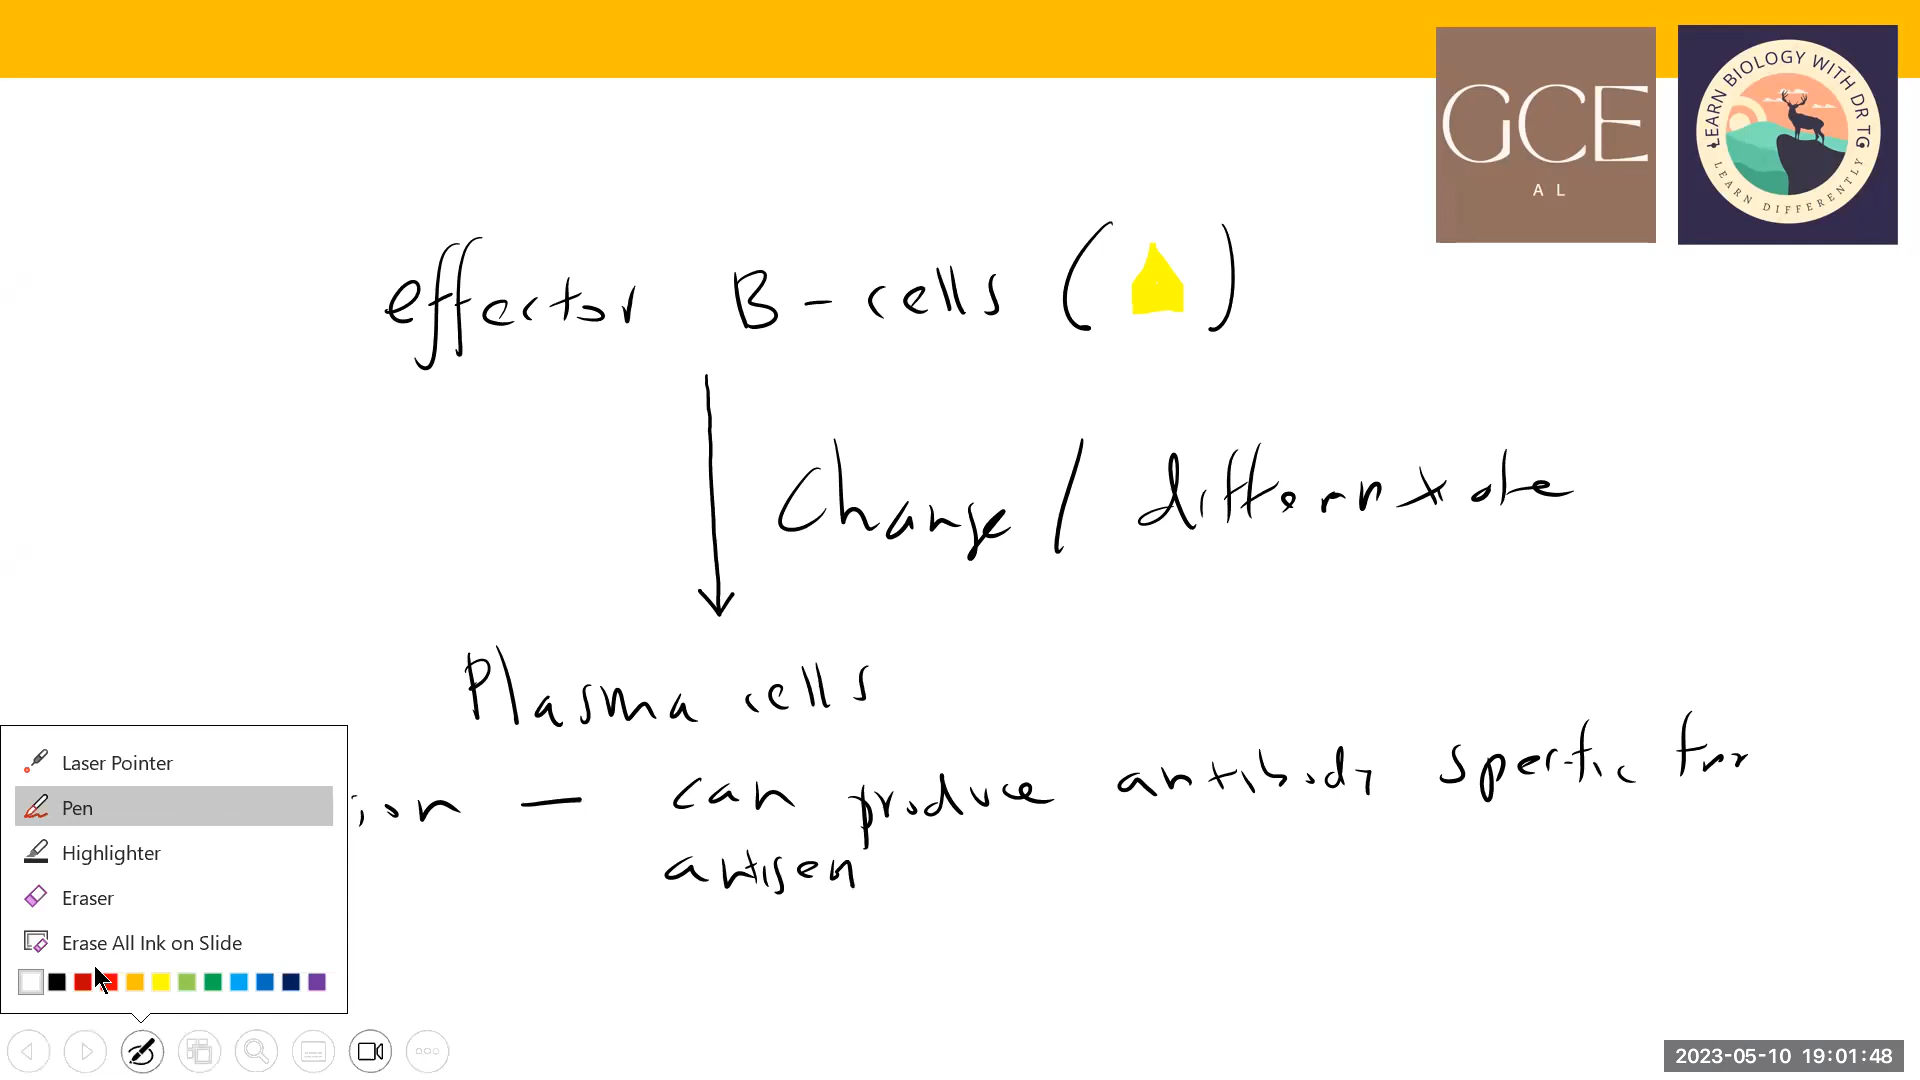 GCE
A L
LEARN BIOLOGY WITH DR TG
LEARN DIFFERENTLY
effector B-cells ( )
Change / differentiate
Plasma cells
ion — can produce antibody specific for
antigen
Laser Pointer
Pen
Highlighter
Eraser
Erase All Ink on Slide
2023-05-10 19:01:48